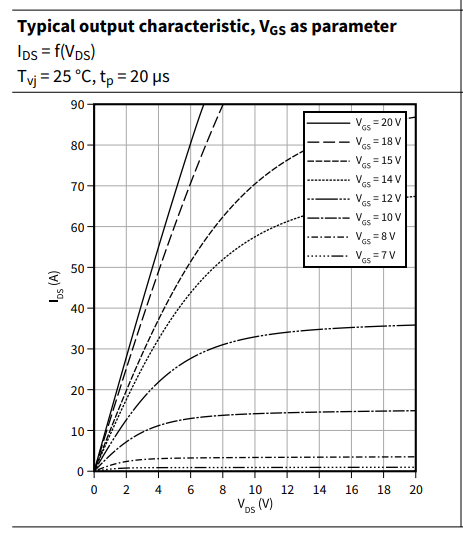 Typical output characteristic, VGS as parameter
IDS = f(VDS)
Tvj = 25 °C, tp = 20 µs
90
80
70
60
50
40
30
20
10
0
IDS (A)
VGS = 20 V
VGS = 18 V
VGS = 15 V
VGS = 14 V
VGS = 12 V
VGS = 10 V
VGS = 8 V
VGS = 7 V
0 2 4 6 8 10 12 14 16 18 20
VDS (V)